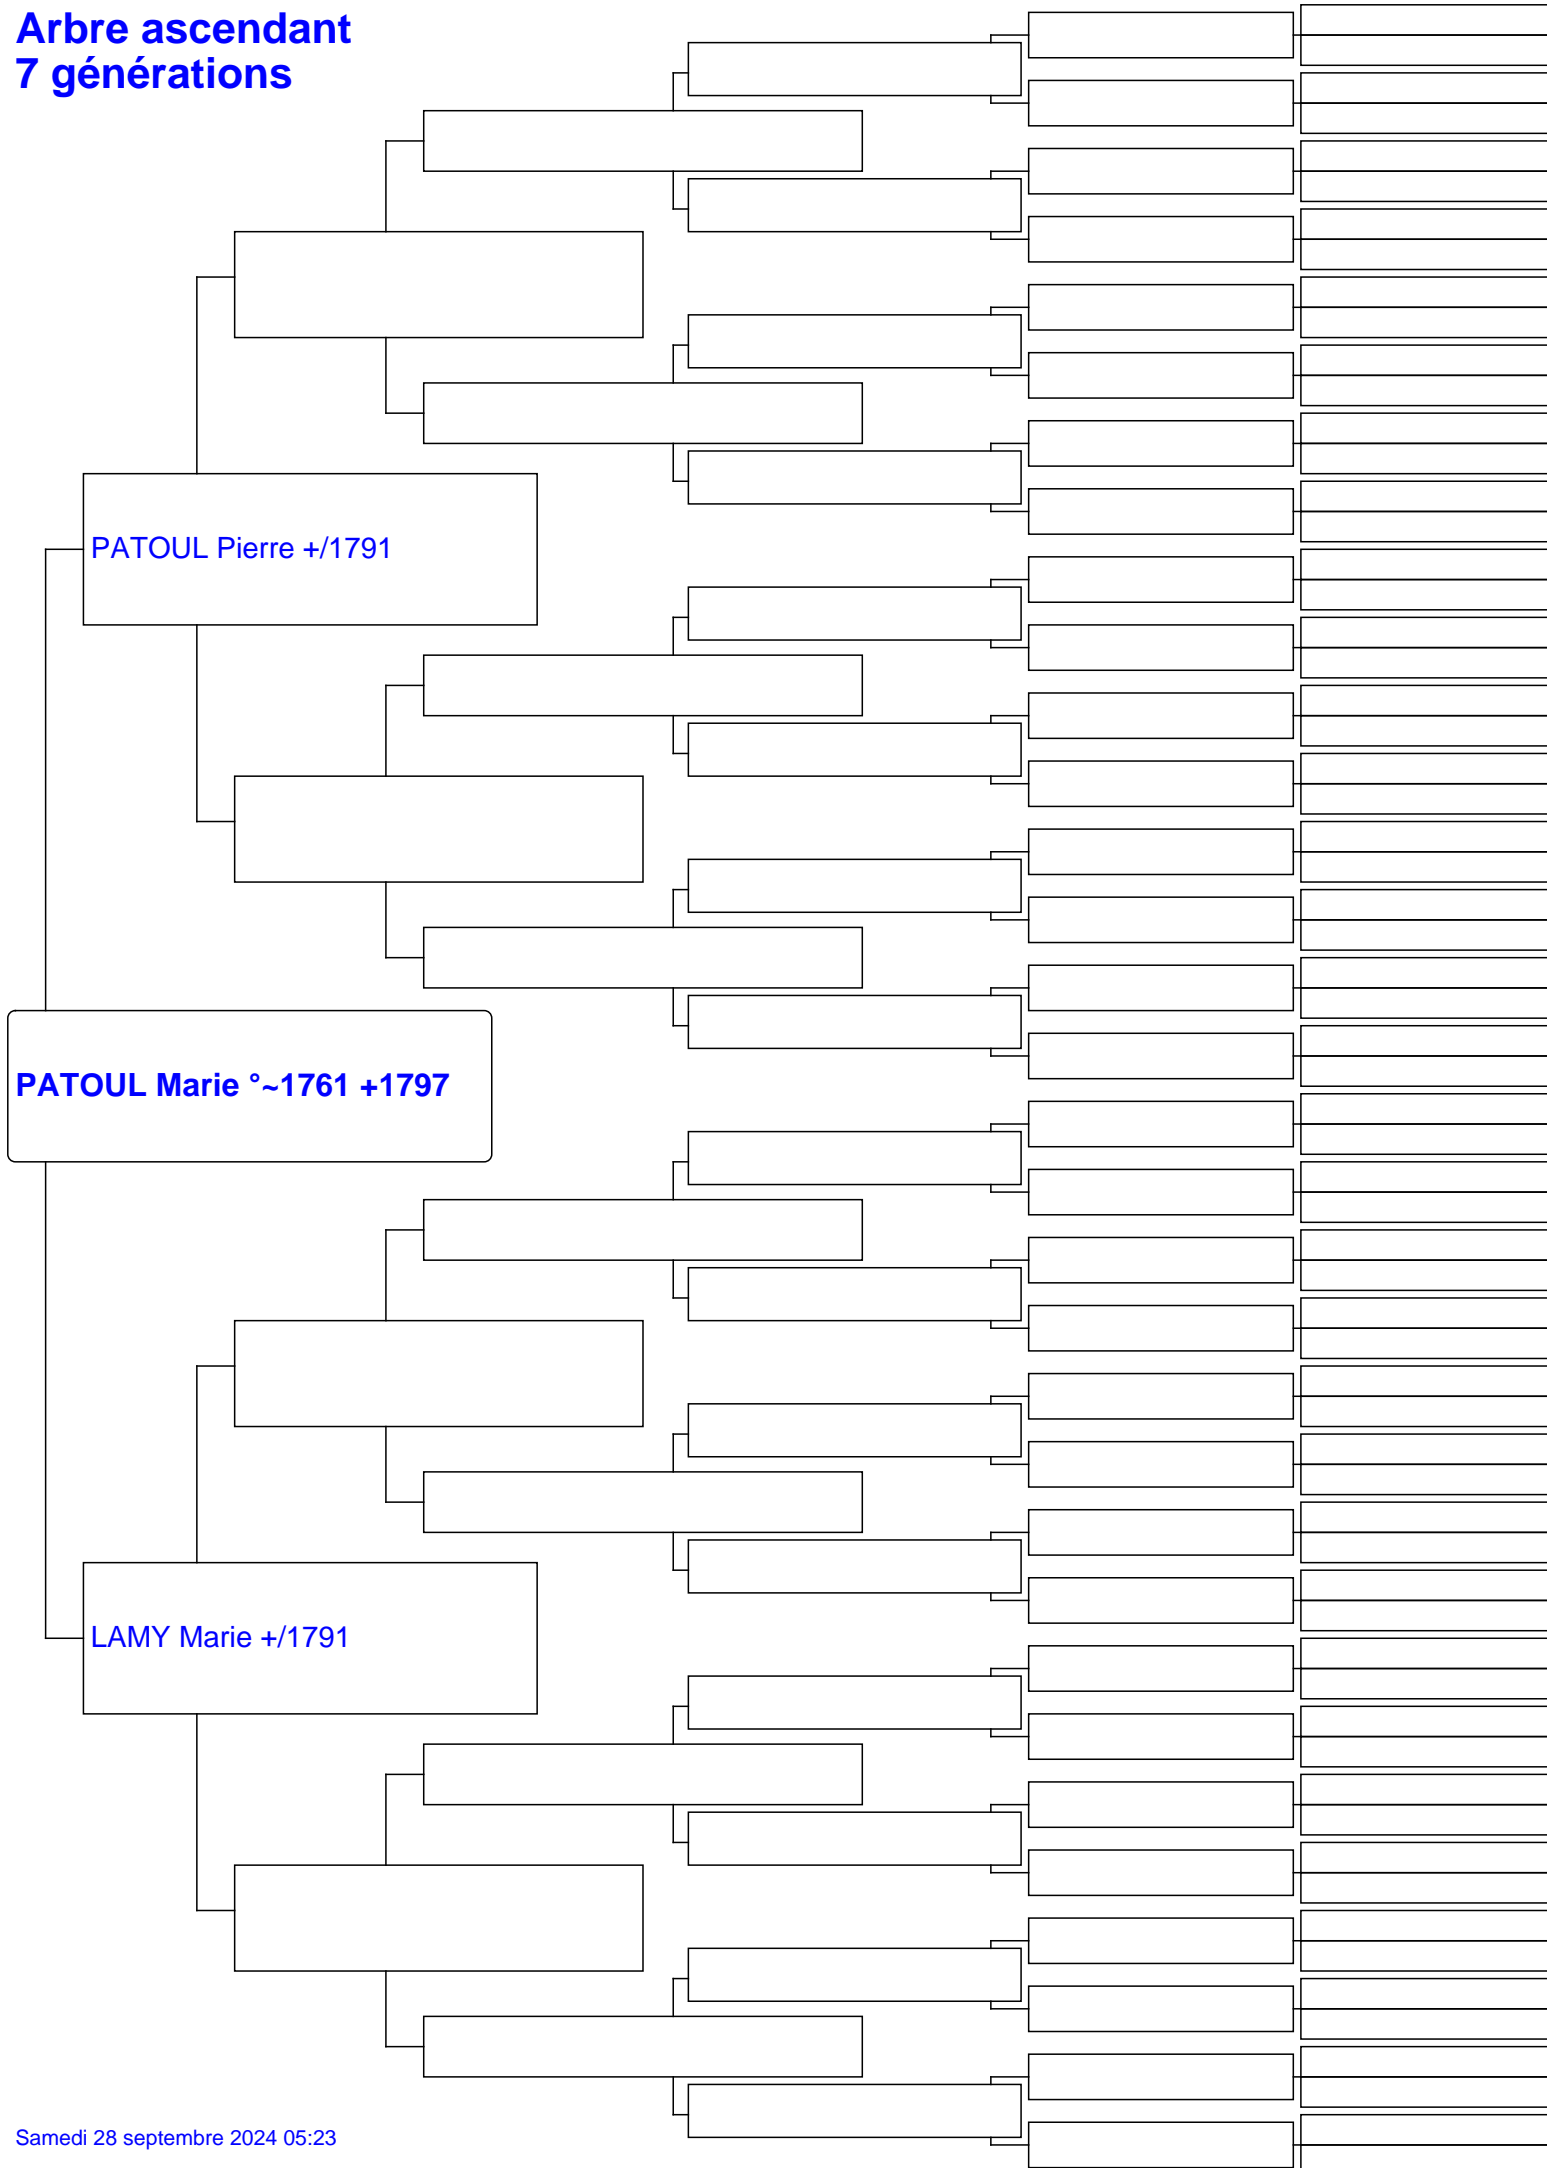 Arbre ascendant
7 générations
PATOUL Pierre +/1791
PATOUL Marie °~1761 +1797
LAMY Marie +/1791
Samedi 28 septembre 2024 05:23